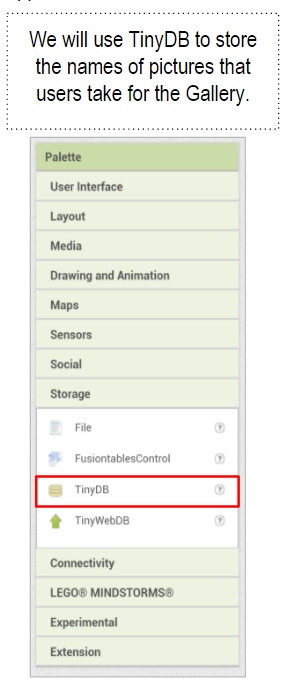 We will use TinyDB to store
the names of pictures that
users take for the Gallery.
Palette
User Interface
Layout
Media
Drawing and Animation
Maps
Sensors
Social
Storage
File ?
FusiontablesControl ?
TinyDB ?
TinyWebDB ?
Connectivity
LEGO® MINDSTORMS®
Experimental
Extension